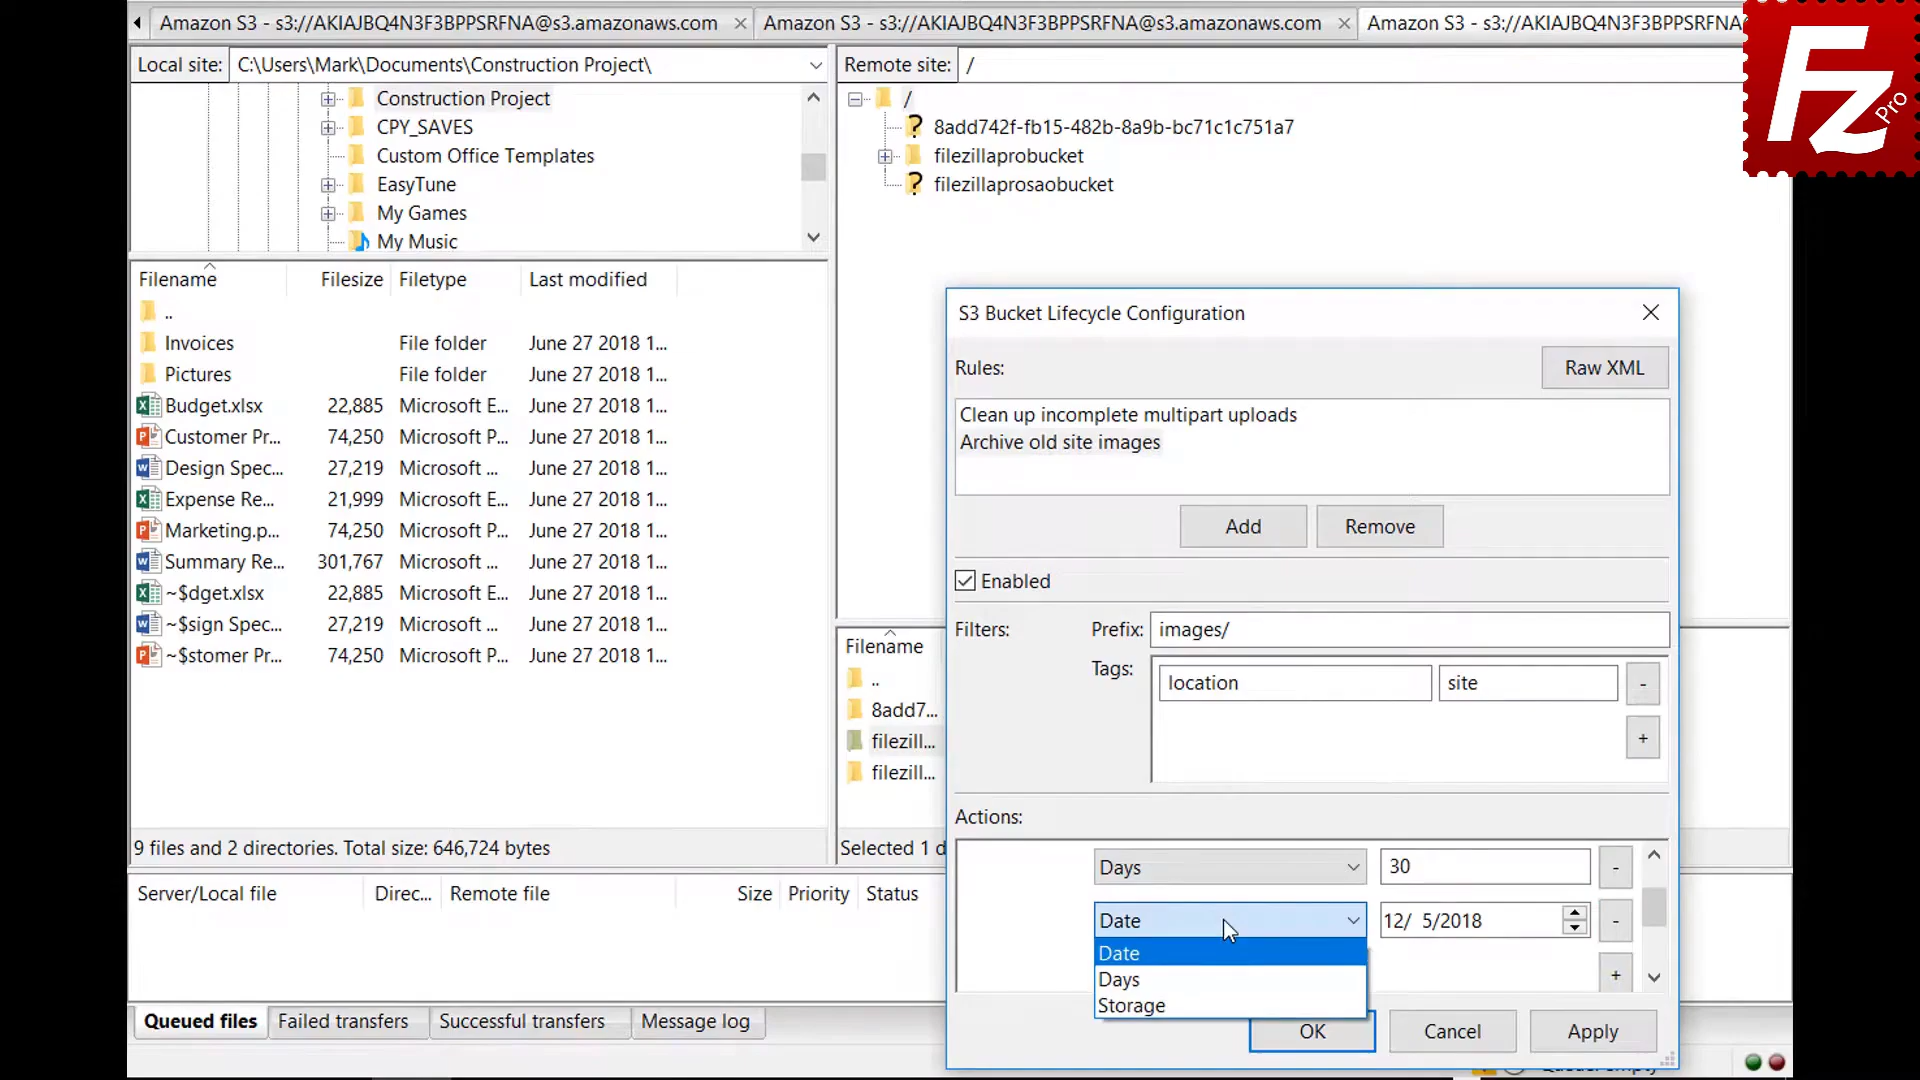 Amazon S3 - s3://AKIAJBQ4N3F3BPPSRFNA@s3.amazonaws.com
Amazon S3 - s3://AKIAJBQ4N3F3BPPSRFNA@s3.amazonaws.com
Amazon S3 - s3://AKIAJBQ4N3F3BPPSRFNA
FZ Pro
Local site: C:\Users\Mark\Documents\Construction Project\
Remote site: /
Construction Project
CPY_SAVES
Custom Office Templates
EasyTune
My Games
My Music
/
8add742f-fb15-482b-8a9b-bc71c1c751a7
filezillaprobucket
filezillaprosaobucket
Filename Filesize Filetype Last modified
..
Invoices File folder June 27 2018 1...
Pictures File folder June 27 2018 1...
Budget.xlsx 22,885 Microsoft E... June 27 2018 1...
Customer Pr... 74,250 Microsoft P... June 27 2018 1...
Design Spec... 27,219 Microsoft ... June 27 2018 1...
Expense Re... 21,999 Microsoft E... June 27 2018 1...
Marketing.p... 74,250 Microsoft P... June 27 2018 1...
Summary Re... 301,767 Microsoft ... June 27 2018 1...
~$dget.xlsx 22,885 Microsoft E... June 27 2018 1...
~$sign Spec... 27,219 Microsoft ... June 27 2018 1...
~$stomer Pr... 74,250 Microsoft P... June 27 2018 1...
9 files and 2 directories. Total size: 646,724 bytes
Filename
..
8add7...
filezill...
filezill...
Selected 1 d
S3 Bucket Lifecycle Configuration
Rules: Raw XML
Clean up incomplete multipart uploads
Archive old site images
Add Remove
Enabled
Filters: Prefix: images/
Tags: location site -
+
Actions:
Days 30 -
Date 12/ 5/2018 -
Date
Days +
Storage
OK Cancel Apply
Server/Local file Direc... Remote file Size Priority Status
Queued files Failed transfers Successful transfers Message log